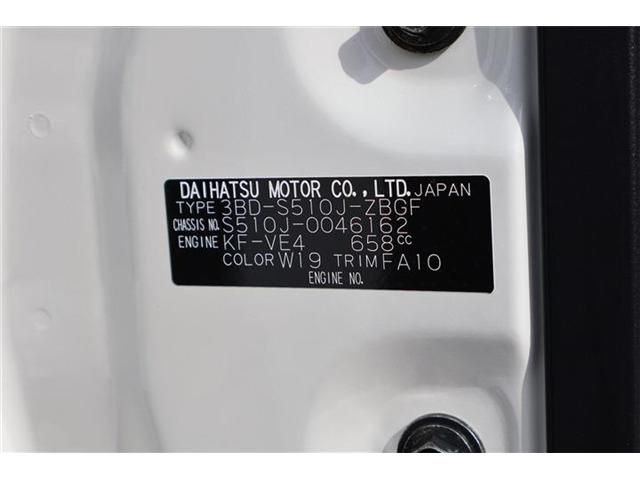 DAIHATSU MOTOR CO., LTD. JAPAN
TYPE 3BD-S510J-ZBGF
CHASSIS NO. S510J-0046162
ENGINE KF-VE4 658cc
COLOR W19 TRIM FA10
ENGINE NO.